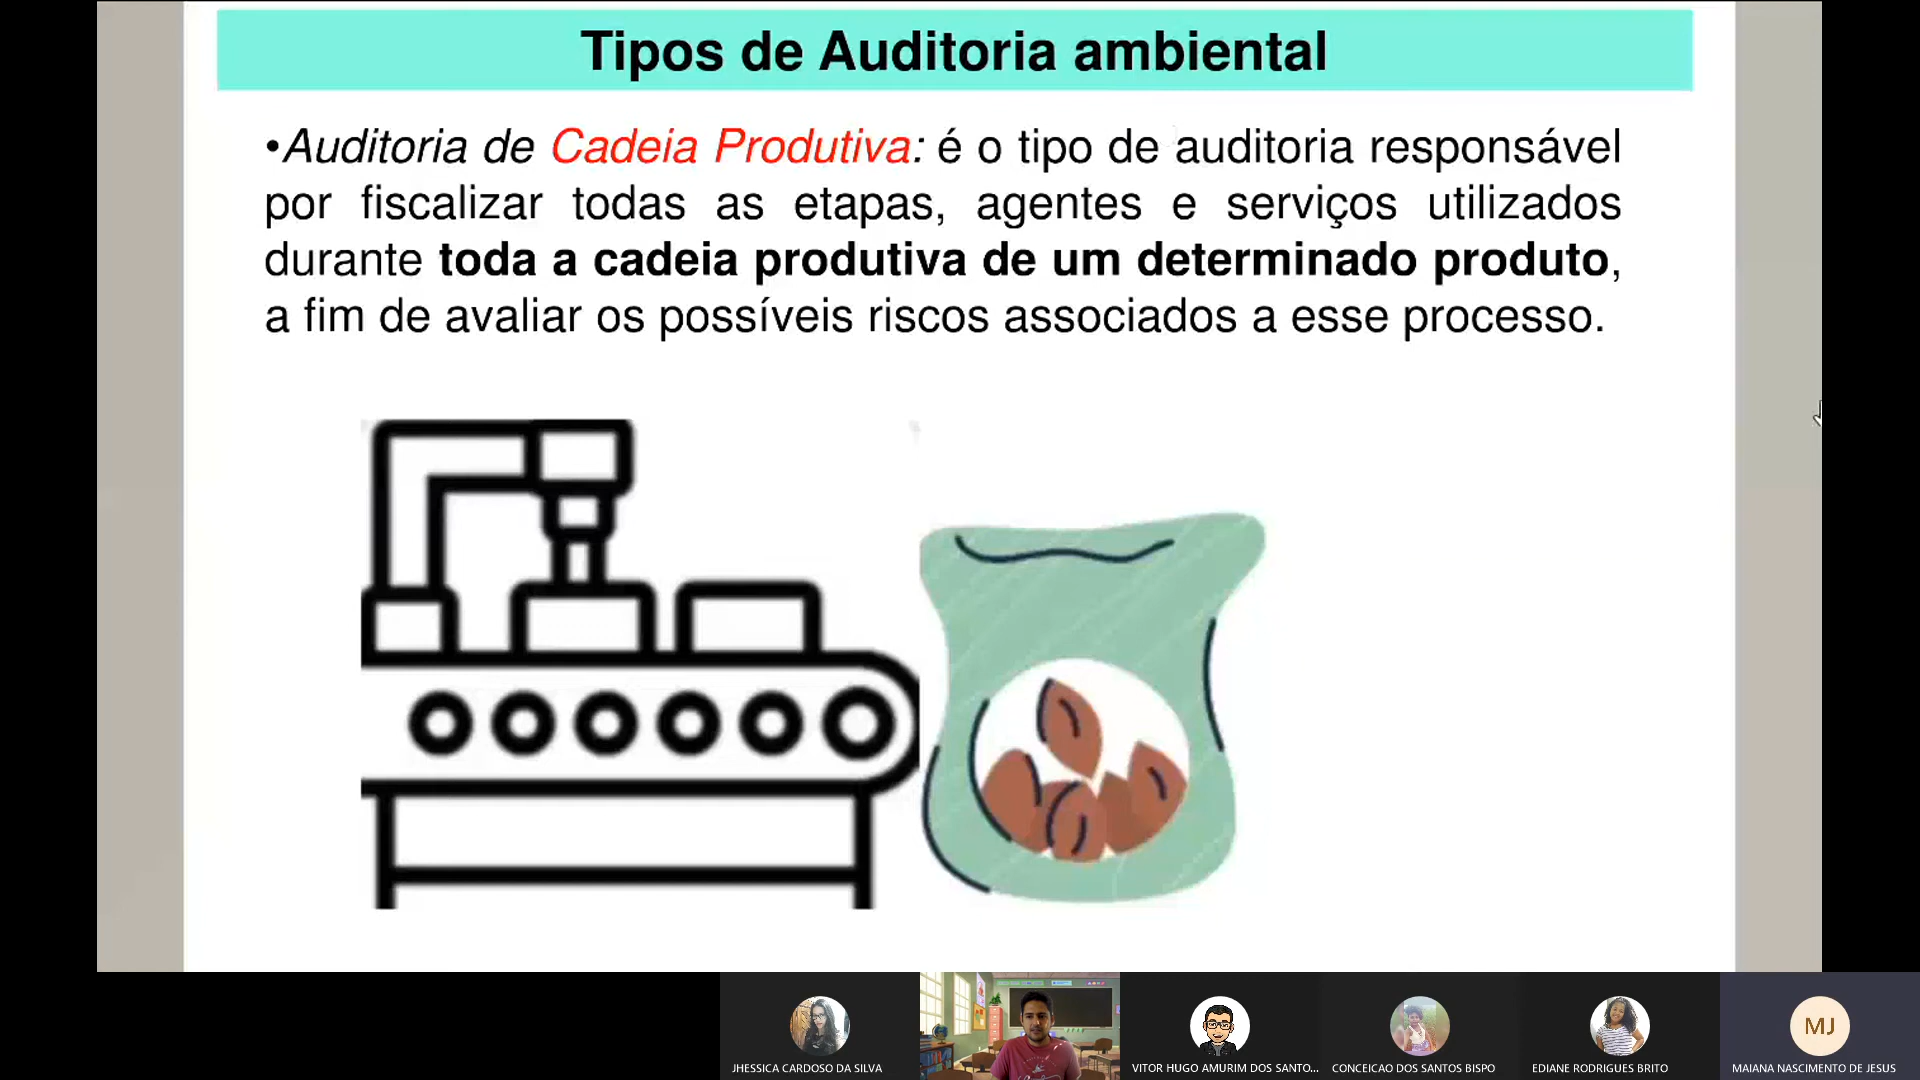 Tipos de Auditoria ambiental
•Auditoria de Cadeia Produtiva: é o tipo de auditoria responsável
por fiscalizar todas as etapas, agentes e serviços utilizados
durante toda a cadeia produtiva de um determinado produto,
a fim de avaliar os possíveis riscos associados a esse processo.
MJ
JHESSICA CARDOSO DA SILVA
VITOR HUGO AMURIM DOS SANTO...
CONCEICAO DOS SANTOS BISPO
EDIANE RODRIGUES BRITO
MAIANA NASCIMENTO DE JESUS